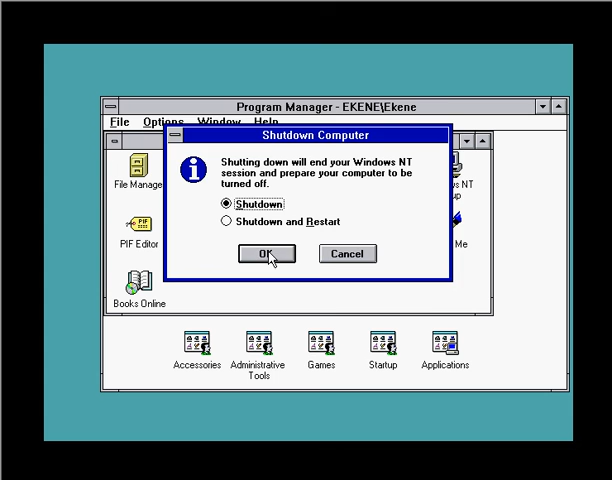 Program Manager - EKENE\Ekene
File Options Window Help
Shutdown Computer
Shutting down will end your Windows NT
session and prepare your computer to be
turned off.
Shutdown
Shutdown and Restart
OK
Cancel
File Manage
PIF Editor
Books Online
NT
up
Me
Accessories
Administrative
Tools
Games
Startup
Applications